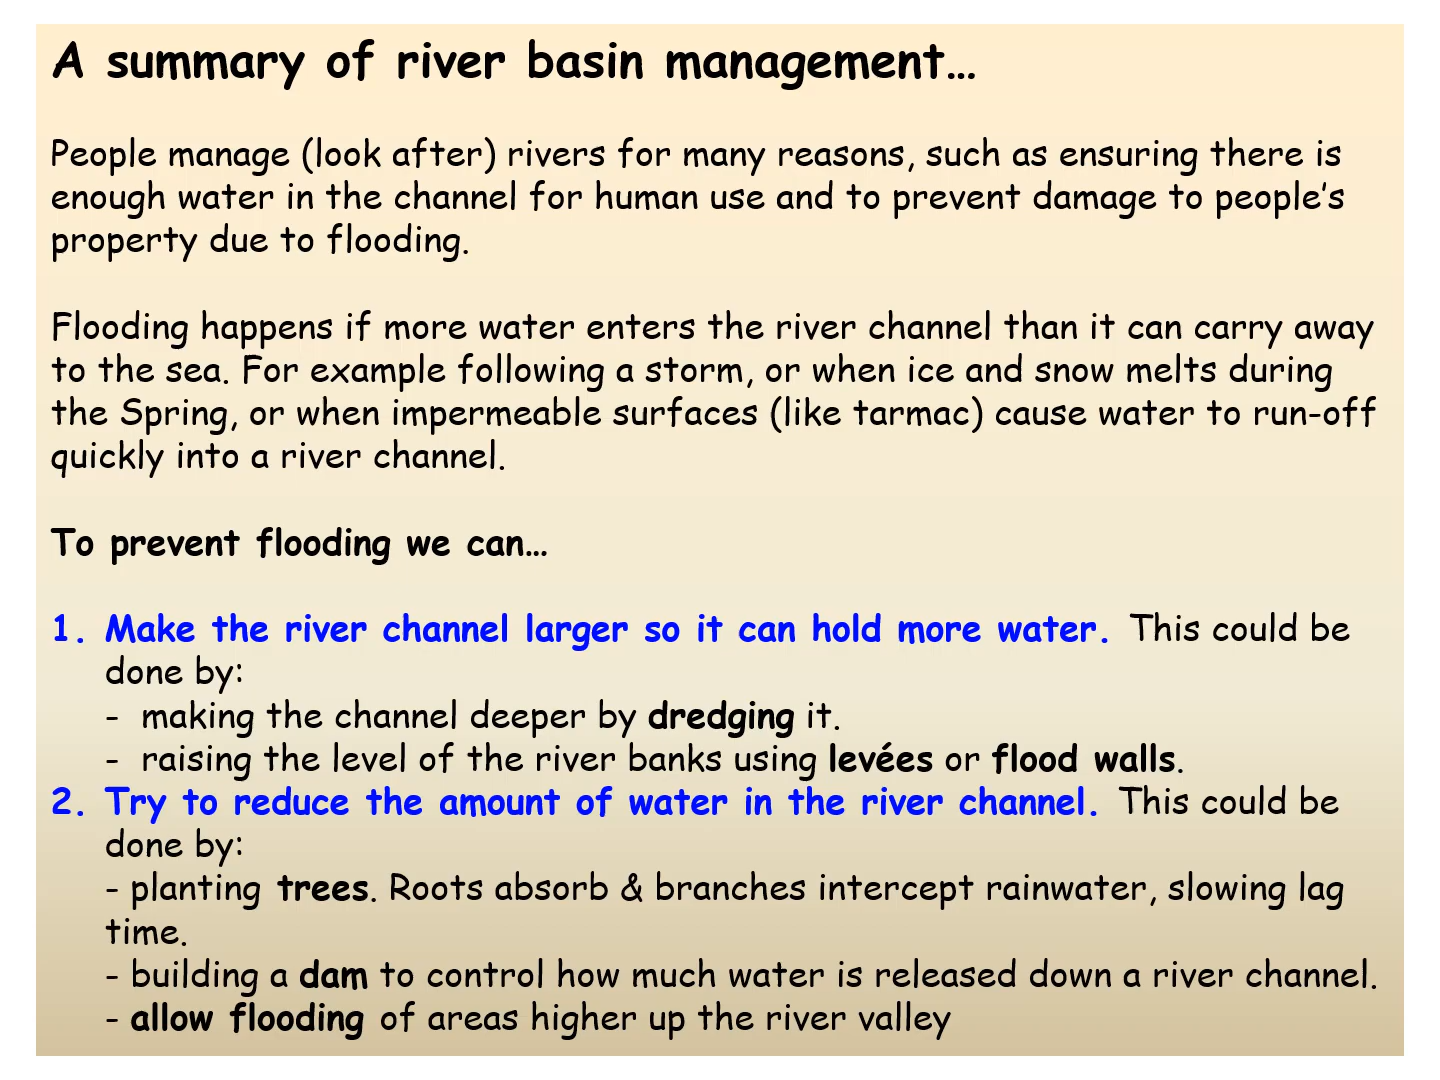 A summary of river basin management…
People manage (look after) rivers for many reasons, such as ensuring there is
enough water in the channel for human use and to prevent damage to people’s
property due to flooding.
Flooding happens if more water enters the river channel than it can carry away
to the sea. For example following a storm, or when ice and snow melts during
the Spring, or when impermeable surfaces (like tarmac) cause water to run-off
quickly into a river channel.
To prevent flooding we can…
1. Make the river channel larger so it can hold more water. This could be
done by:
- making the channel deeper by dredging it.
- raising the level of the river banks using levées or flood walls.
2. Try to reduce the amount of water in the river channel. This could be
done by:
- planting trees. Roots absorb & branches intercept rainwater, slowing lag
time.
- building a dam to control how much water is released down a river channel.
- allow flooding of areas higher up the river valley